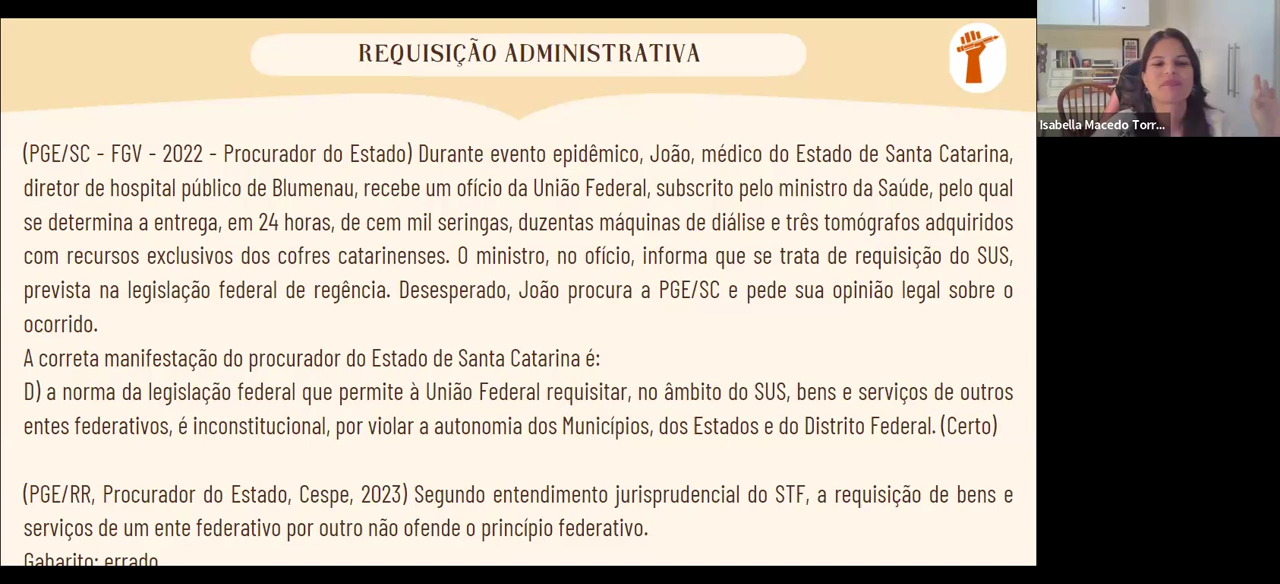 REQUISIÇÃO ADMINISTRATIVA
Isabella Macedo Torr...
(PGE/SC - FGV - 2022 - Procurador do Estado) Durante evento epidêmico, João, médico do Estado de Santa Catarina,
diretor de hospital público de Blumenau, recebe um ofício da União Federal, subscrito pelo ministro da Saúde, pelo qual
se determina a entrega, em 24 horas, de cem mil seringas, duzentas máquinas de diálise e três tomógrafos adquiridos
com recursos exclusivos dos cofres catarinenses. O ministro, no ofício, informa que se trata de requisição do SUS,
prevista na legislação federal de regência. Desesperado, João procura a PGE/SC e pede sua opinião legal sobre o
ocorrido.
A correta manifestação do procurador do Estado de Santa Catarina é:
D) a norma da legislação federal que permite à União Federal requisitar, no âmbito do SUS, bens e serviços de outros
entes federativos, é inconstitucional, por violar a autonomia dos Municípios, dos Estados e do Distrito Federal. (Certo)
(PGE/RR, Procurador do Estado, Cespe, 2023) Segundo entendimento jurisprudencial do STF, a requisição de bens e
serviços de um ente federativo por outro não ofende o princípio federativo.
Gabarito: errado